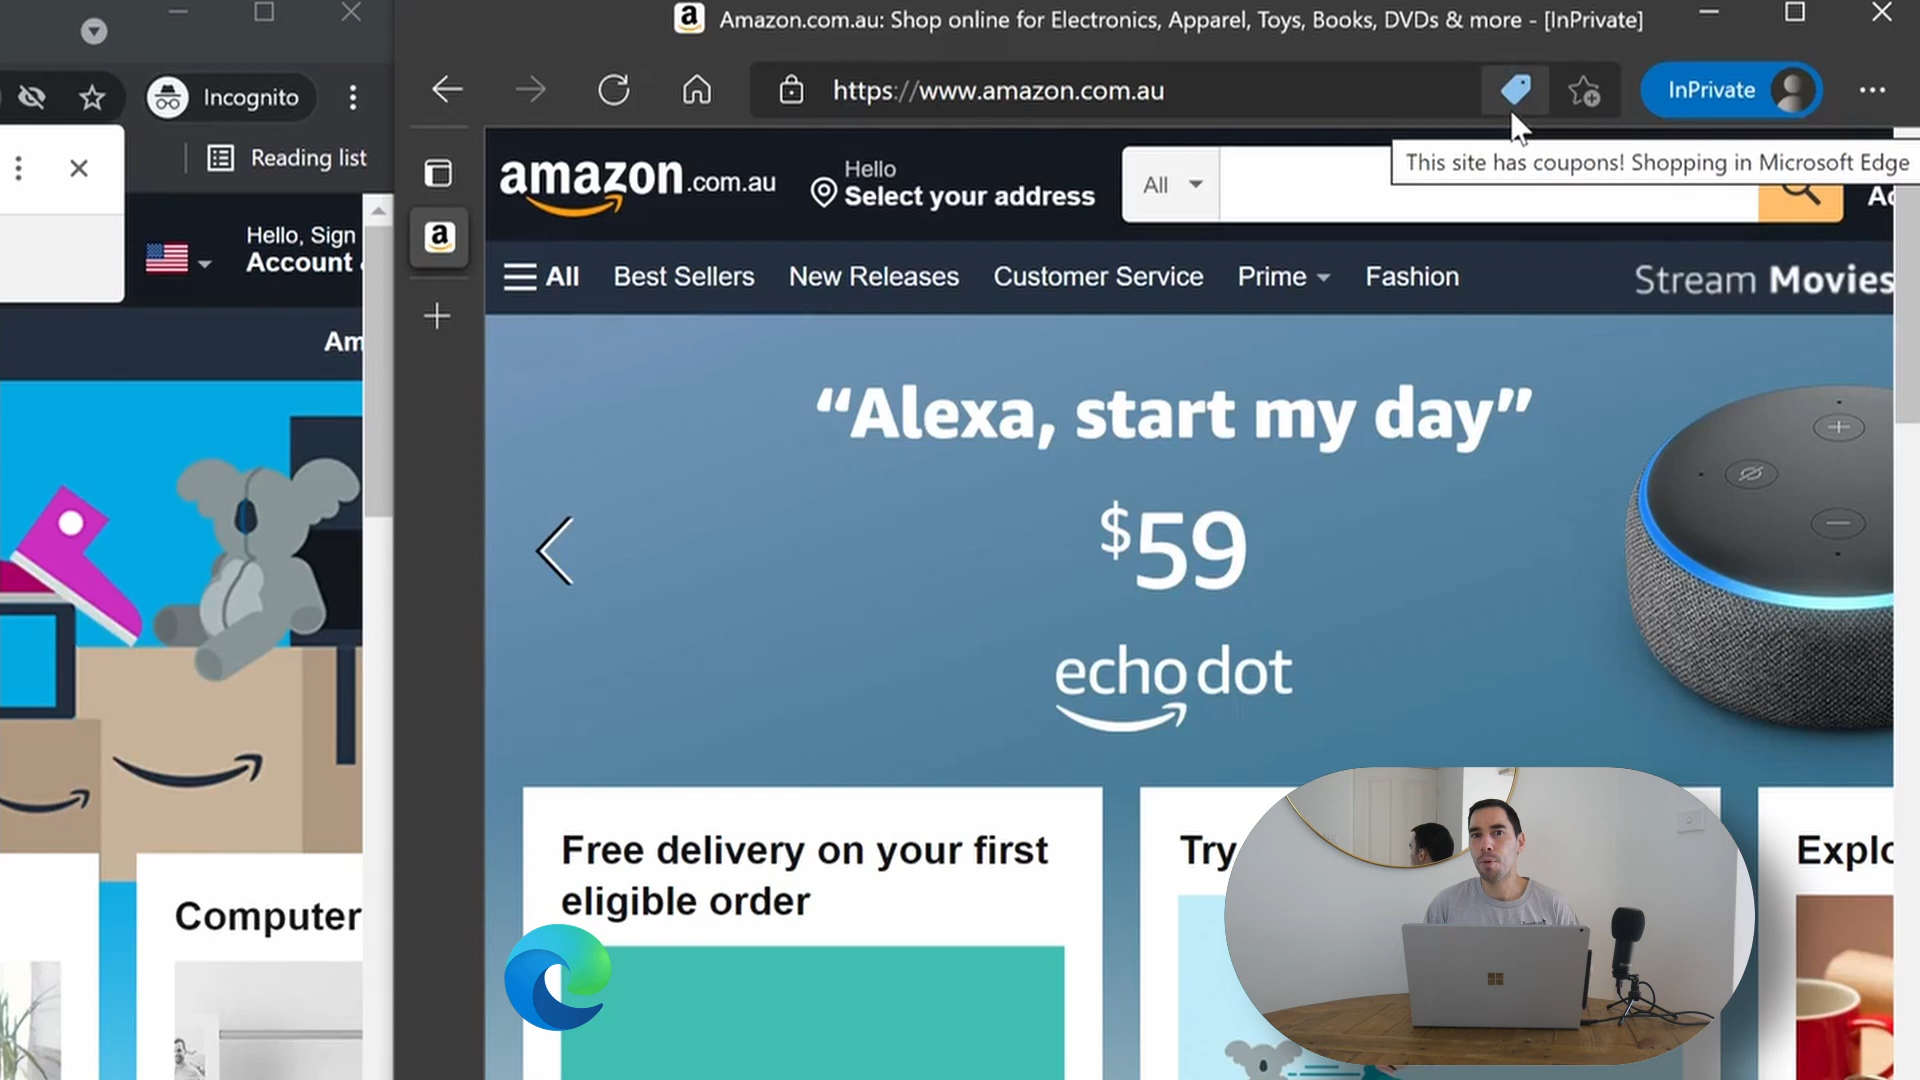 Incognito
Reading list
Hello, Sign
Account
Am
Computer
Amazon.com.au: Shop online for Electronics, Apparel, Toys, Books, DVDs & more - [InPrivate]
https://www.amazon.com.au
InPrivate
This site has coupons! Shopping in Microsoft Edge
amazon.com.au
Hello
Select your address
All
All
Best Sellers
New Releases
Customer Service
Prime
Fashion
Stream Movies
“Alexa, start my day”
$59
echo dot
Free delivery on your first
eligible order
Try
Explo